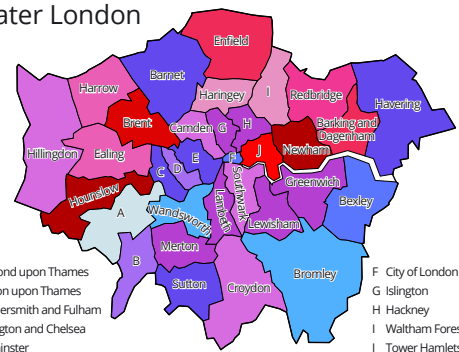 ater London
Enfield
Barnet
Harrow
Haringey
I
Redbridge
Havering
Brent
Camden
G
H
Barking and
Dagenham
Hillingdon
Ealing
C
D
E
F
J
Newham
Hounslow
A
Wandsworth
Lambeth
Southwark
Greenwich
Bexley
Lewisham
B
Merton
Sutton
Croydon
Bromley
ond upon Thames
on upon Thames
ersmith and Fulham
gton and Chelsea
inster
F City of London
G Islington
H Hackney
I Waltham Fores
J Tower Hamlets